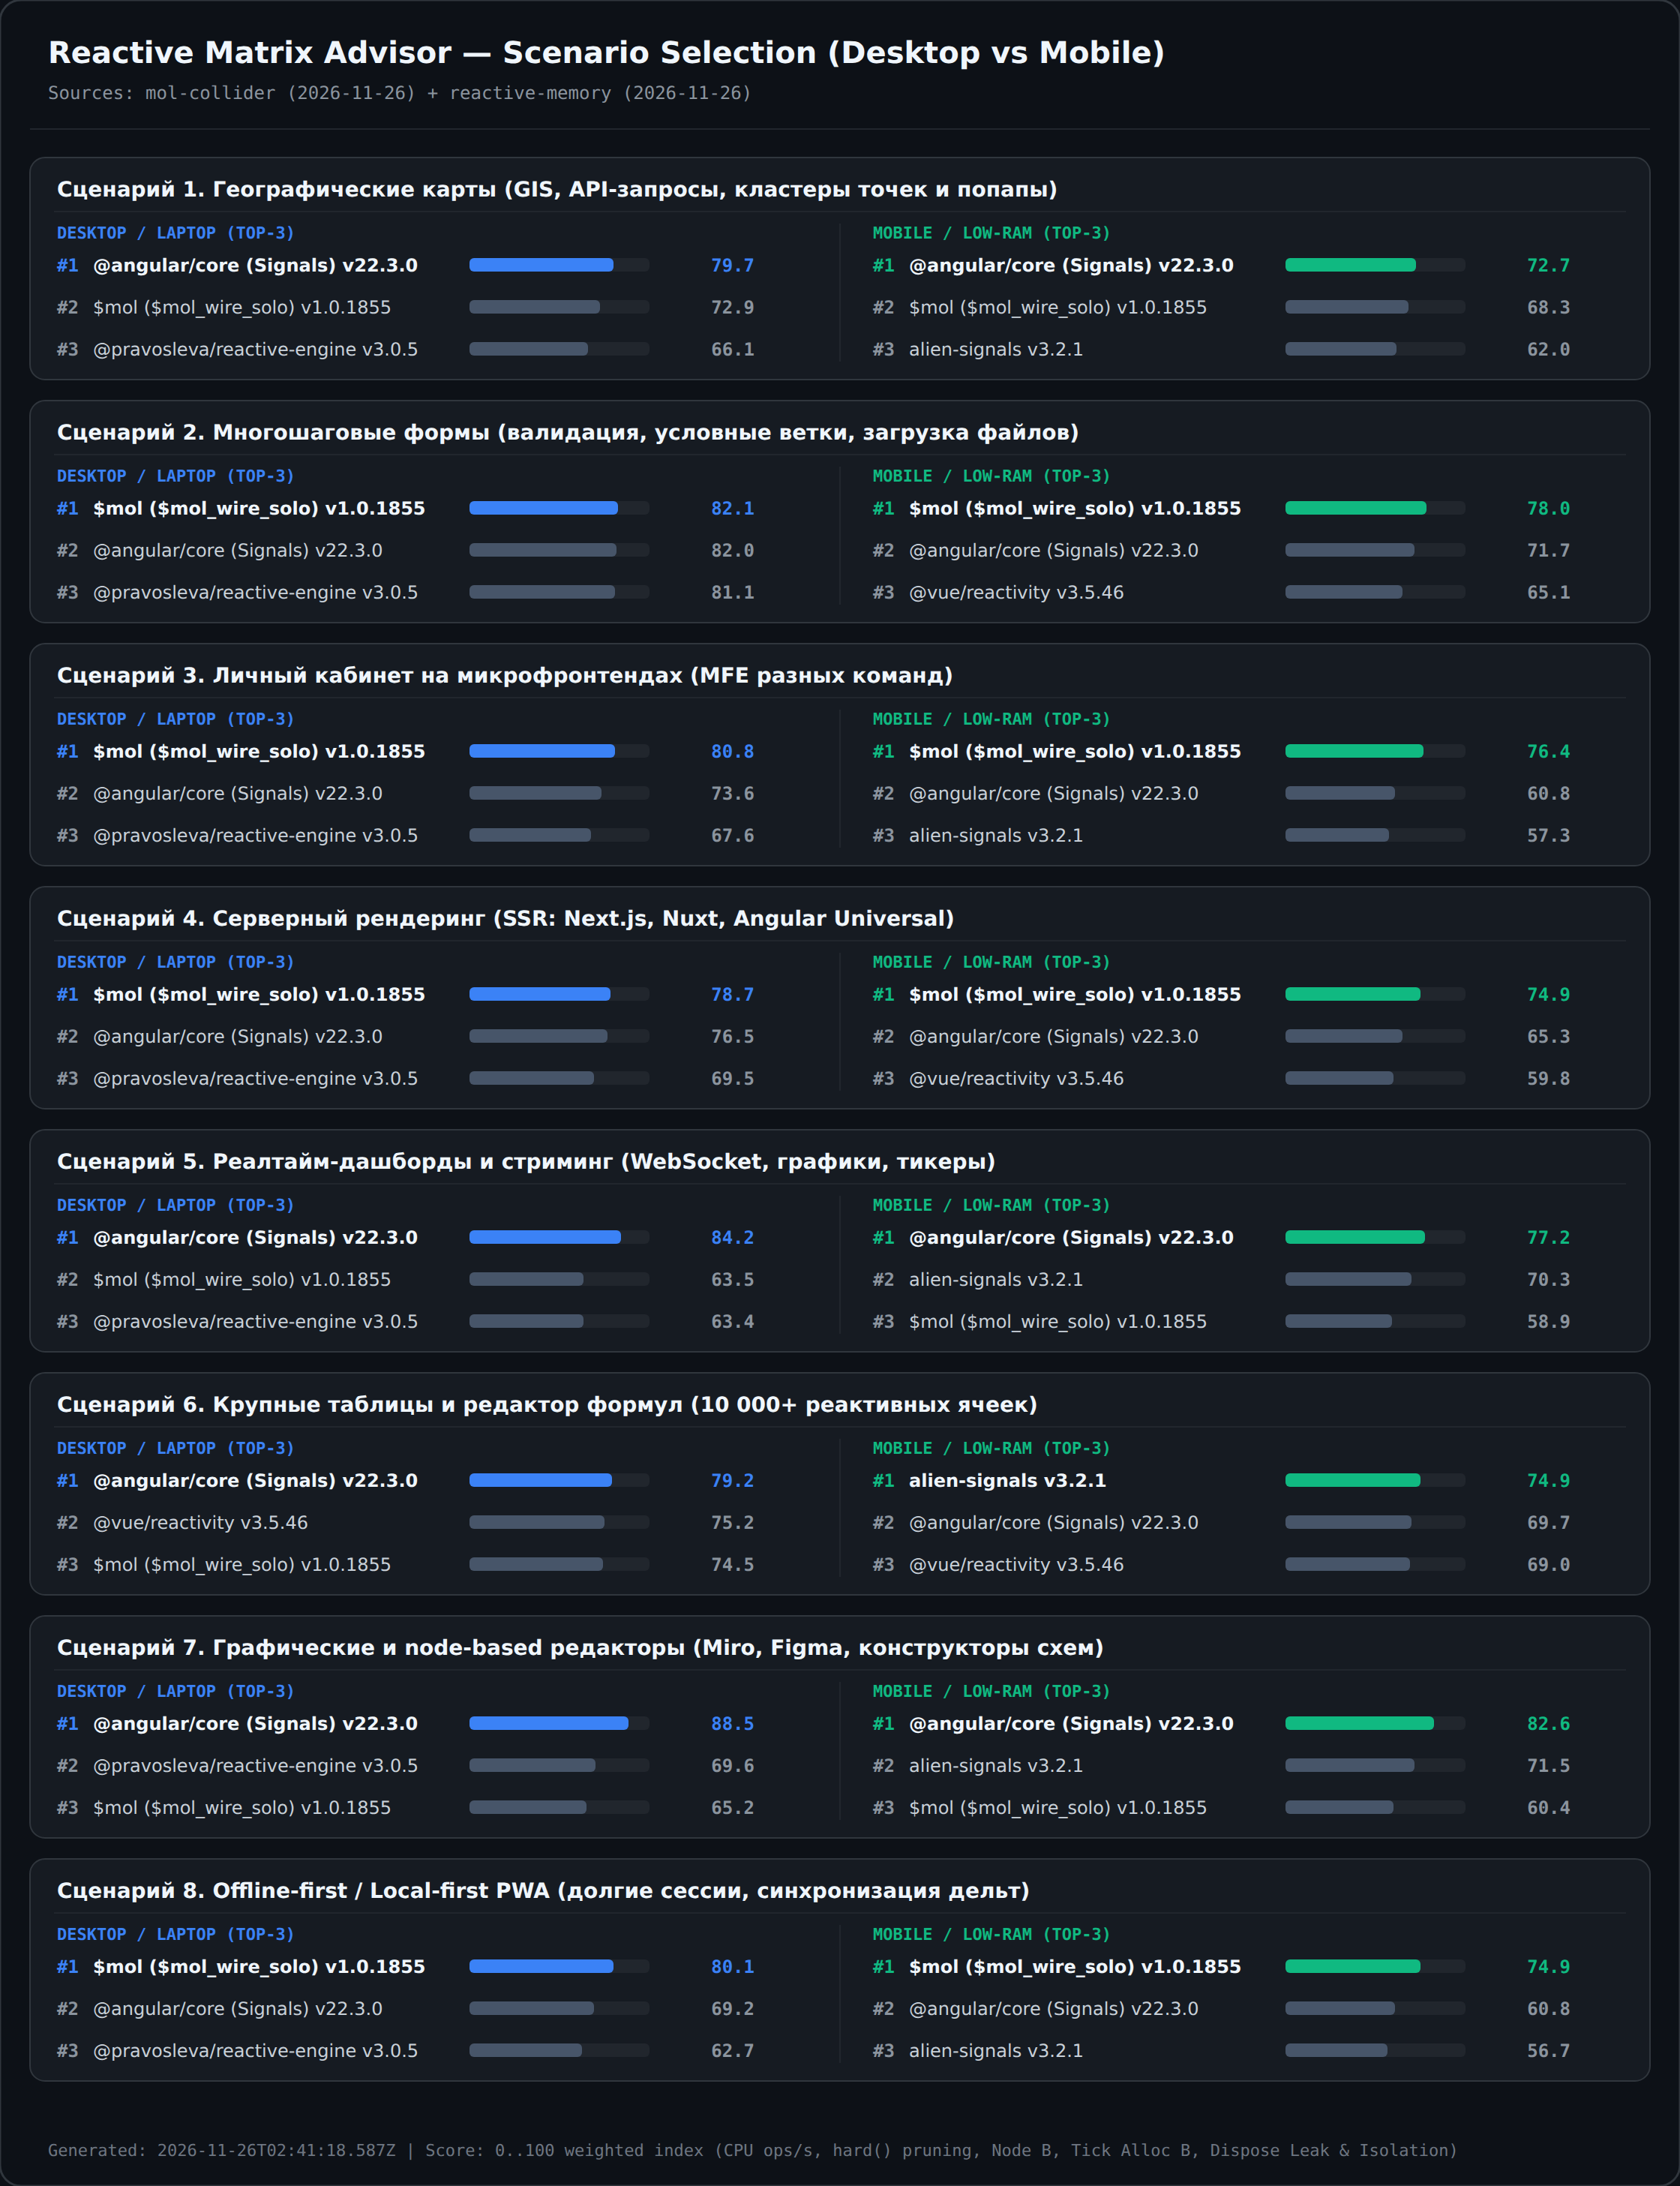 Reactive Matrix Advisor — Scenario Selection (Desktop vs Mobile)
Sources: mol-collider (2026-11-26) + reactive-memory (2026-11-26)
Сценарий 1. Географические карты (GIS, API-запросы, кластеры точек и попапы)
DESKTOP / LAPTOP (TOP-3)
#1 @angular/core (Signals) v22.3.0 79.7
#2 $mol ($mol_wire_solo) v1.0.1855 72.9
#3 @pravosleva/reactive-engine v3.0.5 66.1
MOBILE / LOW-RAM (TOP-3)
#1 @angular/core (Signals) v22.3.0 72.7
#2 $mol ($mol_wire_solo) v1.0.1855 68.3
#3 alien-signals v3.2.1 62.0
Сценарий 2. Многошаговые формы (валидация, условные ветки, загрузка файлов)
DESKTOP / LAPTOP (TOP-3)
#1 $mol ($mol_wire_solo) v1.0.1855 82.1
#2 @angular/core (Signals) v22.3.0 82.0
#3 @pravosleva/reactive-engine v3.0.5 81.1
MOBILE / LOW-RAM (TOP-3)
#1 $mol ($mol_wire_solo) v1.0.1855 78.0
#2 @angular/core (Signals) v22.3.0 71.7
#3 @vue/reactivity v3.5.46 65.1
Сценарий 3. Личный кабинет на микрофронтендах (MFE разных команд)
DESKTOP / LAPTOP (TOP-3)
#1 $mol ($mol_wire_solo) v1.0.1855 80.8
#2 @angular/core (Signals) v22.3.0 73.6
#3 @pravosleva/reactive-engine v3.0.5 67.6
MOBILE / LOW-RAM (TOP-3)
#1 $mol ($mol_wire_solo) v1.0.1855 76.4
#2 @angular/core (Signals) v22.3.0 60.8
#3 alien-signals v3.2.1 57.3
Сценарий 4. Серверный рендеринг (SSR: Next.js, Nuxt, Angular Universal)
DESKTOP / LAPTOP (TOP-3)
#1 $mol ($mol_wire_solo) v1.0.1855 78.7
#2 @angular/core (Signals) v22.3.0 76.5
#3 @pravosleva/reactive-engine v3.0.5 69.5
MOBILE / LOW-RAM (TOP-3)
#1 $mol ($mol_wire_solo) v1.0.1855 74.9
#2 @angular/core (Signals) v22.3.0 65.3
#3 @vue/reactivity v3.5.46 59.8
Сценарий 5. Реалтайм-дашборды и стриминг (WebSocket, графики, тикеры)
DESKTOP / LAPTOP (TOP-3)
#1 @angular/core (Signals) v22.3.0 84.2
#2 $mol ($mol_wire_solo) v1.0.1855 63.5
#3 @pravosleva/reactive-engine v3.0.5 63.4
MOBILE / LOW-RAM (TOP-3)
#1 @angular/core (Signals) v22.3.0 77.2
#2 alien-signals v3.2.1 70.3
#3 $mol ($mol_wire_solo) v1.0.1855 58.9
Сценарий 6. Крупные таблицы и редактор формул (10 000+ реактивных ячеек)
DESKTOP / LAPTOP (TOP-3)
#1 @angular/core (Signals) v22.3.0 79.2
#2 @vue/reactivity v3.5.46 75.2
#3 $mol ($mol_wire_solo) v1.0.1855 74.5
MOBILE / LOW-RAM (TOP-3)
#1 alien-signals v3.2.1 74.9
#2 @angular/core (Signals) v22.3.0 69.7
#3 @vue/reactivity v3.5.46 69.0
Сценарий 7. Графические и node-based редакторы (Miro, Figma, конструкторы схем)
DESKTOP / LAPTOP (TOP-3)
#1 @angular/core (Signals) v22.3.0 88.5
#2 @pravosleva/reactive-engine v3.0.5 69.6
#3 $mol ($mol_wire_solo) v1.0.1855 65.2
MOBILE / LOW-RAM (TOP-3)
#1 @angular/core (Signals) v22.3.0 82.6
#2 alien-signals v3.2.1 71.5
#3 $mol ($mol_wire_solo) v1.0.1855 60.4
Сценарий 8. Offline-first / Local-first PWA (долгие сессии, синхронизация дельт)
DESKTOP / LAPTOP (TOP-3)
#1 $mol ($mol_wire_solo) v1.0.1855 80.1
#2 @angular/core (Signals) v22.3.0 69.2
#3 @pravosleva/reactive-engine v3.0.5 62.7
MOBILE / LOW-RAM (TOP-3)
#1 $mol ($mol_wire_solo) v1.0.1855 74.9
#2 @angular/core (Signals) v22.3.0 60.8
#3 alien-signals v3.2.1 56.7
Generated: 2026-11-26T02:41:18.587Z | Score: 0..100 weighted index (CPU ops/s, hard() pruning, Node B, Tick Alloc B, Dispose Leak & Isolation)